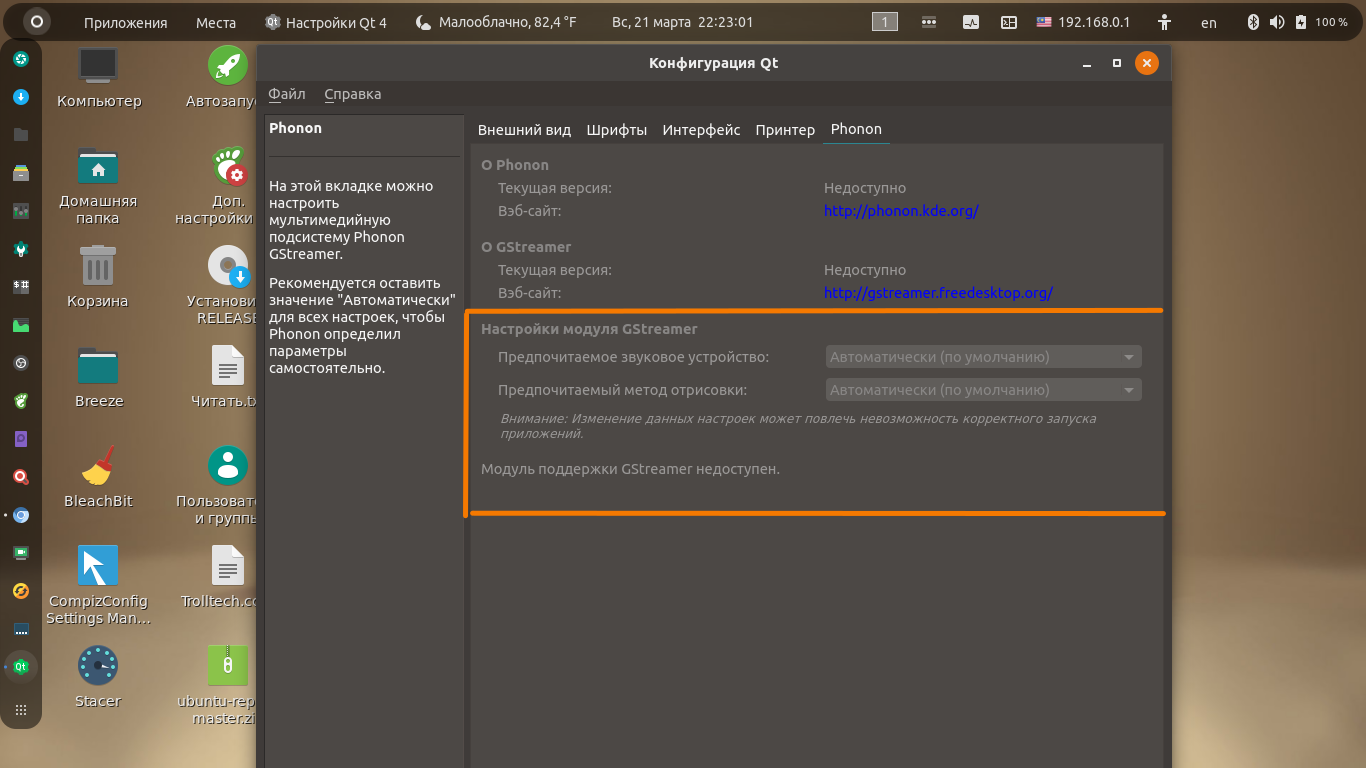 Приложения Места Настройки Qt 4 Малооблачно, 82,4 °F Вс, 21 марта 22:23:01 1 192.168.0.1 en 100 %
Компьютер
Автозапу
Домашняя
папка
Доп.
настройки
Корзина
Установи
RELEASE
Breeze
Читать.tx
BleachBit
Пользоват
и группы
CompizConfig
Settings Man...
Trolltech.co
Stacer
ubuntu-rep
master.zi
Конфигурация Qt
Файл Справка
Phonon
На этой вкладке можно
настроить
мультимедийную
подсистему Phonon
GStreamer.
Рекомендуется оставить
значение "Автоматически"
для всех настроек, чтобы
Phonon определил
параметры
самостоятельно.
Внешний вид Шрифты Интерфейс Принтер Phonon
О Phonon
Текущая версия: Недоступно
Вэб-сайт: http://phonon.kde.org/
О GStreamer
Текущая версия: Недоступно
Вэб-сайт: http://gstreamer.freedesktop.org/
Настройки модуля GStreamer
Предпочитаемое звуковое устройство: Автоматически (по умолчанию)
Предпочитаемый метод отрисовки: Автоматически (по умолчанию)
Внимание: Изменение данных настроек может повлечь невозможность корректного запуска
приложений.
Модуль поддержки GStreamer недоступен.